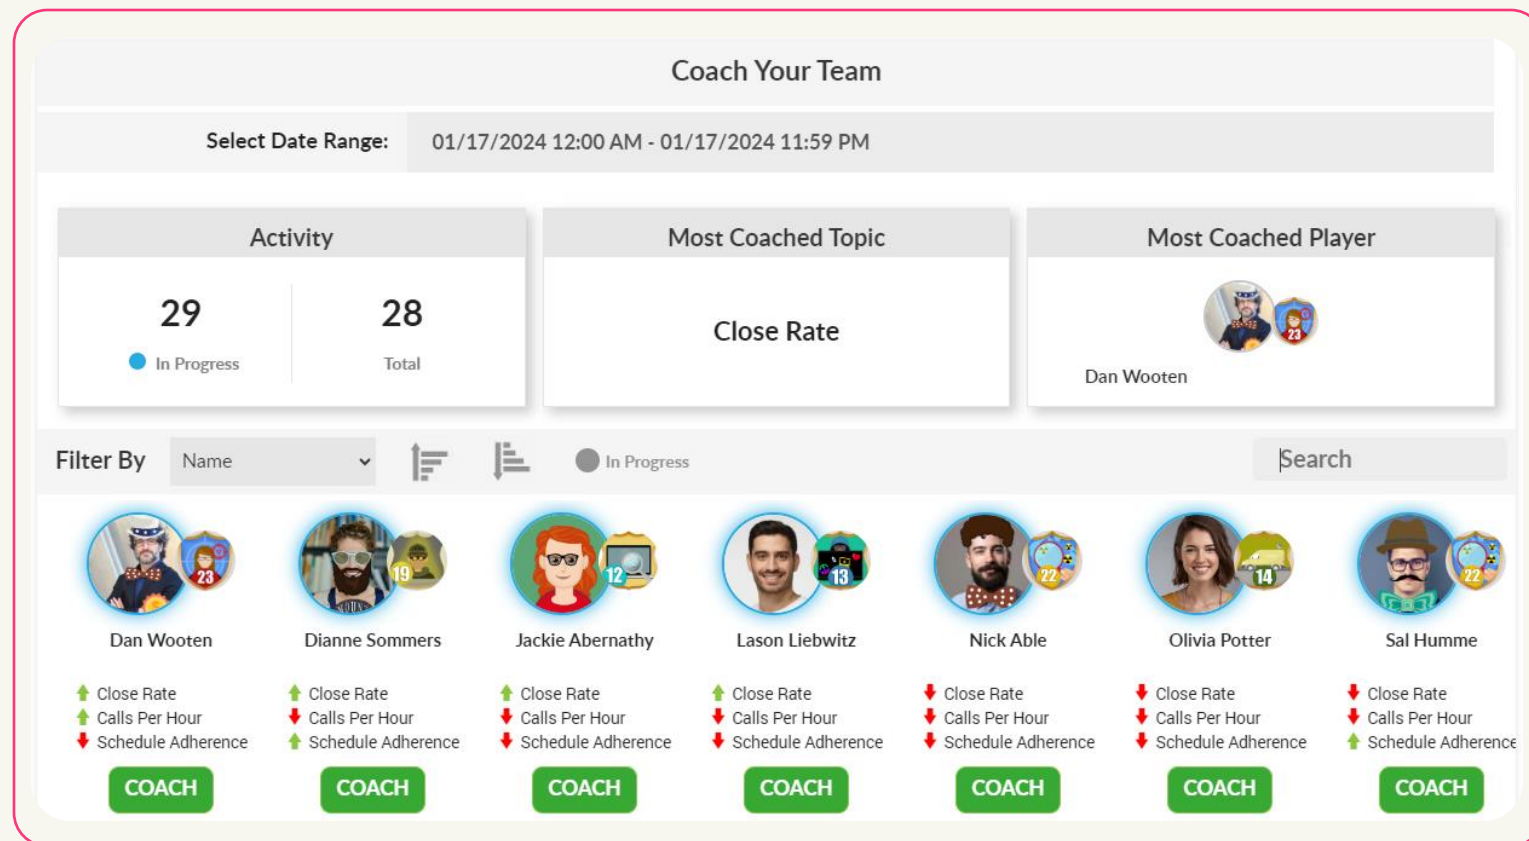 Coach Your Team
Select Date Range: 01/17/2024 12:00 AM - 01/17/2024 11:59 PM
Activity
29
In Progress
28
Total
Most Coached Topic
Close Rate
Most Coached Player
23
Dan Wooten
Filter By Name In Progress Search
23 19 12 13 22 14 22
Dan Wooten Dianne Sommers Jackie Abernathy Lason Liebwitz Nick Able Olivia Potter Sal Humme
Close Rate Close Rate Close Rate Close Rate Close Rate Close Rate Close Rate
Calls Per Hour Calls Per Hour Calls Per Hour Calls Per Hour Calls Per Hour Calls Per Hour Calls Per Hour
Schedule Adherence Schedule Adherence Schedule Adherence Schedule Adherence Schedule Adherence Schedule Adherence Schedule Adherence
COACH COACH COACH COACH COACH COACH COACH